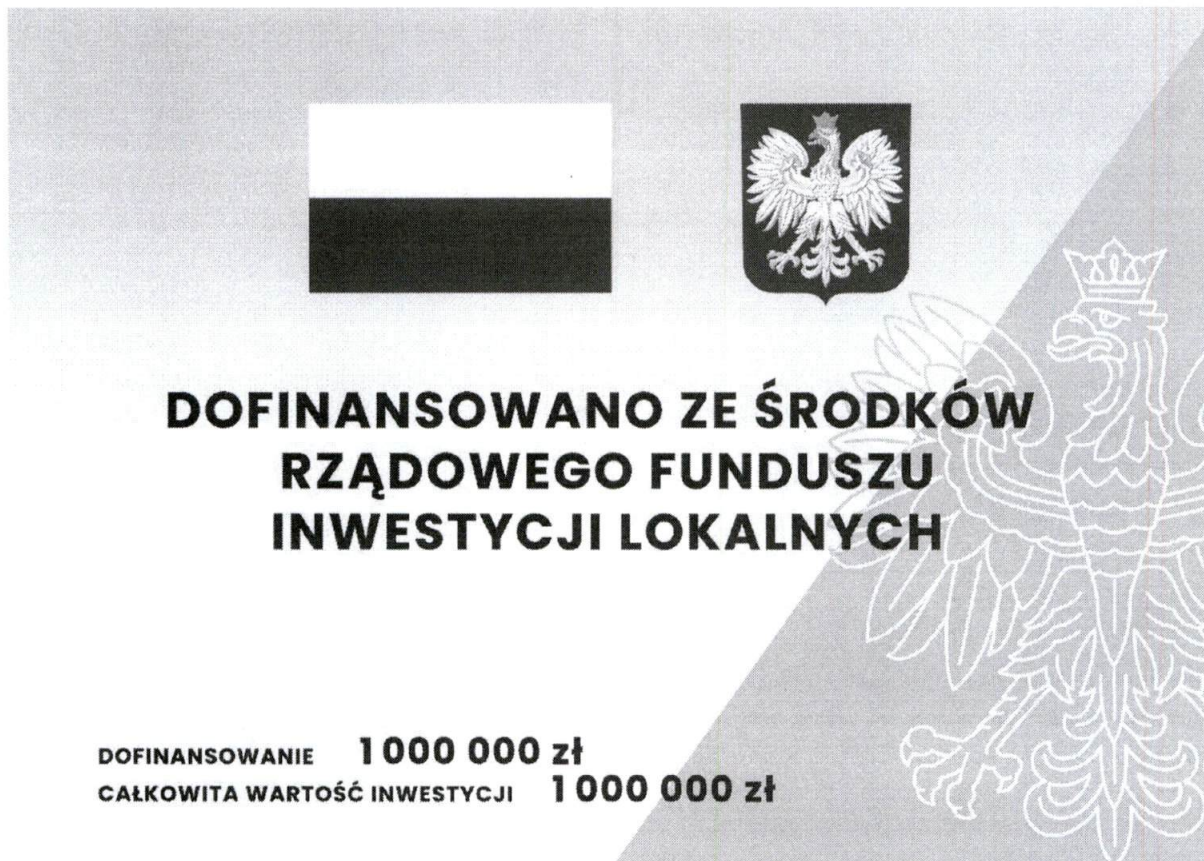 DOFINANSOWANO ZE ŚRODKÓW
RZĄDOWEGO FUNDUSZU
INWESTYCJI LOKALNYCH
DOFINANSOWANIE 1 000 000 zł
CAŁKOWITA WARTOŚĆ INWESTYCJI 1 000 000 zł